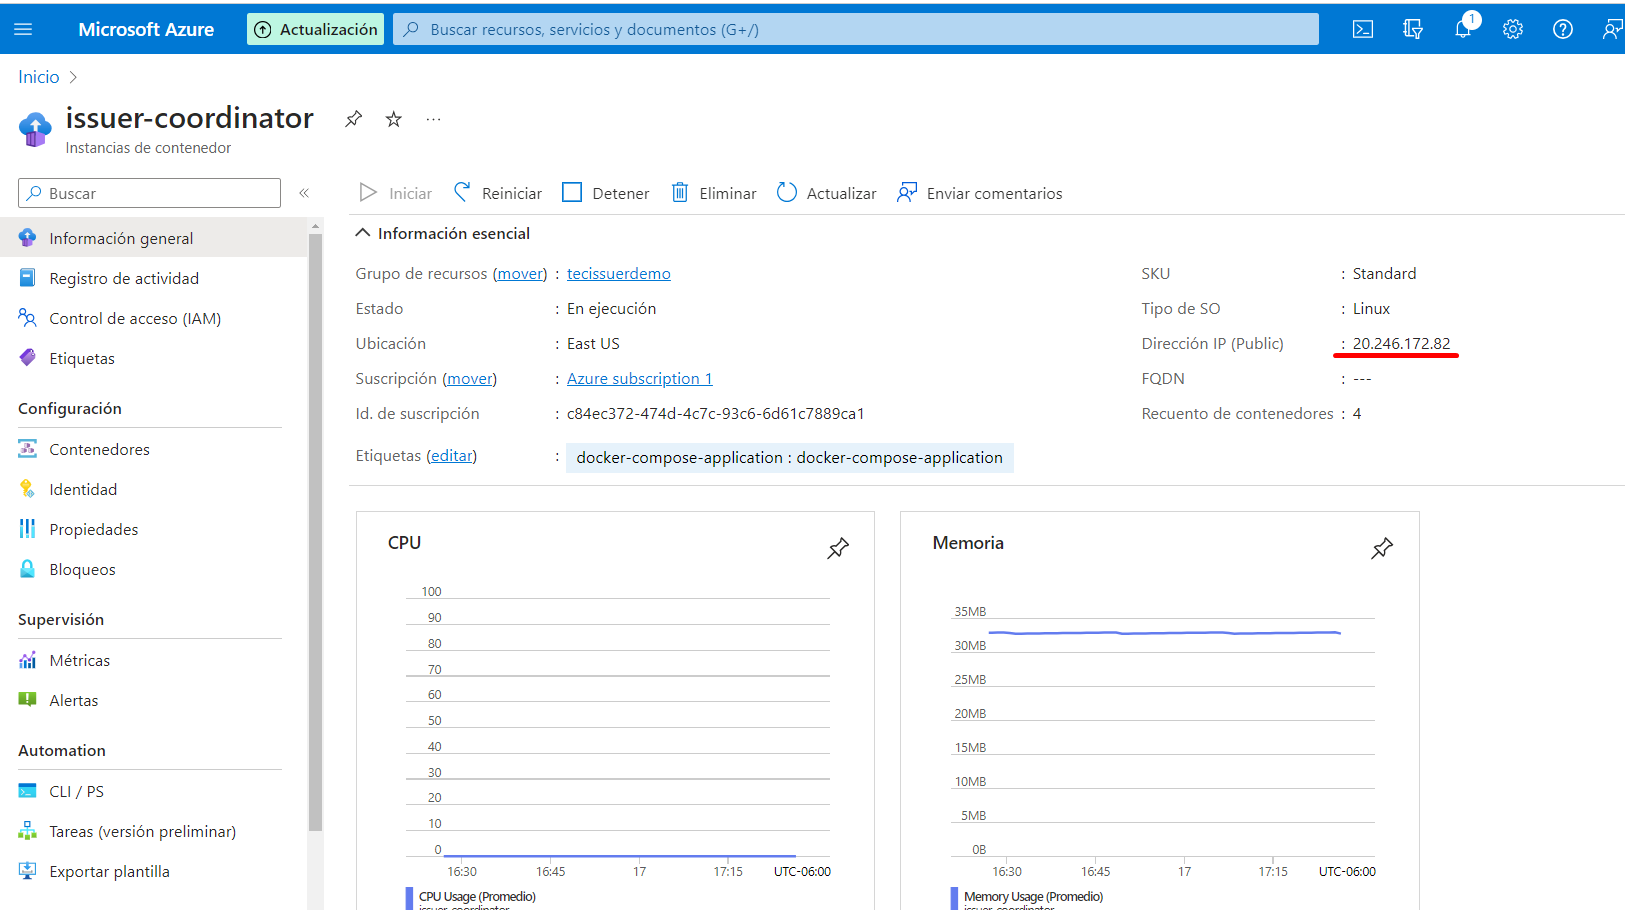 Microsoft Azure
Actualización
Buscar recursos, servicios y documentos (G+/)
1
Inicio
issuer-coordinator
...
Instancias de contenedor
Buscar
«
Iniciar
Reiniciar
Detener
Eliminar
Actualizar
Enviar comentarios
Información general
Registro de actividad
Control de acceso (IAM)
Etiquetas
Configuración
Contenedores
Identidad
Propiedades
Bloqueos
Supervisión
Métricas
Alertas
Automation
CLI / PS
Tareas (versión preliminar)
Exportar plantilla
Información esencial
Grupo de recursos (mover) : tecissuerdemo
Estado : En ejecución
Ubicación : East US
Suscripción (mover) : Azure subscription 1
Id. de suscripción : c84ec372-474d-4c7c-93c6-6d61c7889ca1
Etiquetas (editar) : docker-compose-application : docker-compose-application
SKU : Standard
Tipo de SO : Linux
Dirección IP (Public) : 20.246.172.82
FQDN : ---
Recuento de contenedores : 4
CPU
100
90
80
70
60
50
40
30
20
10
0
16:30 16:45 17 17:15 UTC-06:00
CPU Usage (Promedio)
issuer-coordinator
Memoria
35MB
30MB
25MB
20MB
15MB
10MB
5MB
0B
16:30 16:45 17 17:15 UTC-06:00
Memory Usage (Promedio)
issuer-coordinator